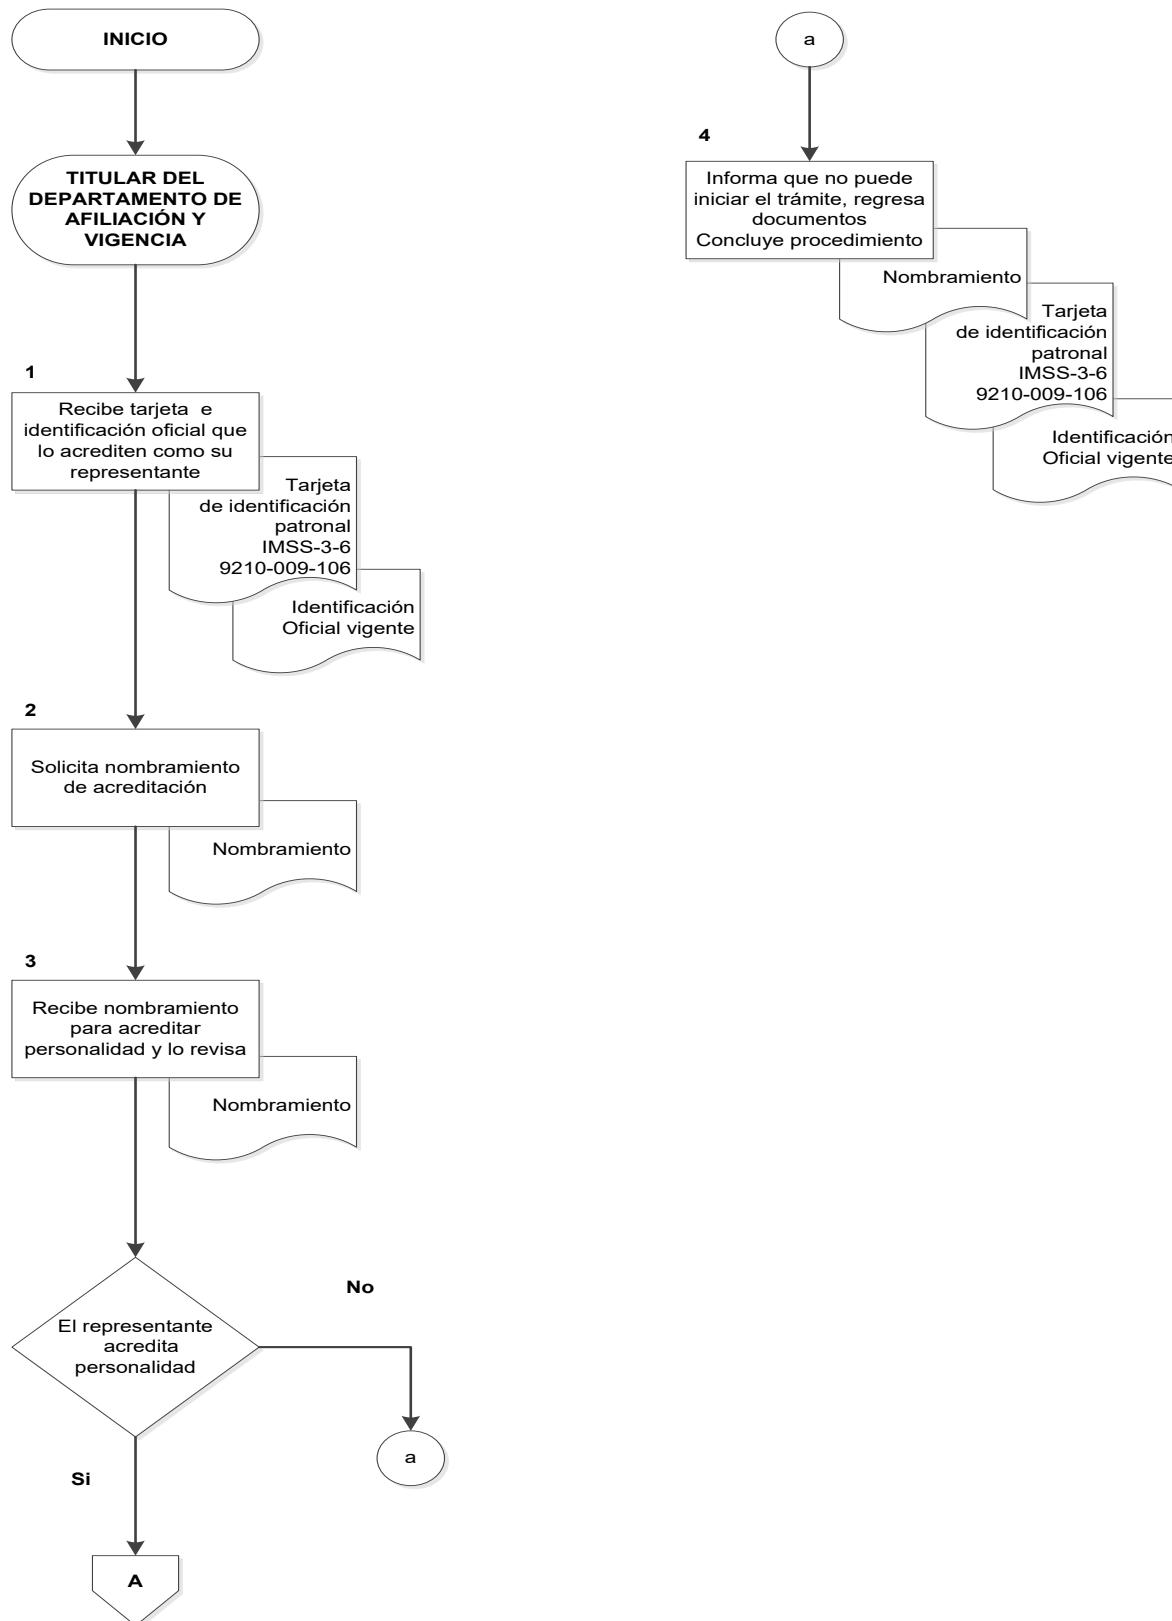 INICIO
TITULAR DEL
DEPARTAMENTO DE
AFILIACIÓN Y
VIGENCIA
1
Recibe tarjeta e
identificación oficial que
lo acrediten como su
representante
Tarjeta
de identificación
patronal
IMSS-3-6
9210-009-106
Identificación
Oficial vigente
2
Solicita nombramiento
de acreditación
Nombramiento
3
Recibe nombramiento
para acreditar
personalidad y lo revisa
Nombramiento
El representante
acredita
personalidad
No
a
Si
A
a
4
Informa que no puede
iniciar el trámite, regresa
documentos
Concluye procedimiento
Nombramiento
Tarjeta
de identificación
patronal
IMSS-3-6
9210-009-106
Identificación
Oficial vigente